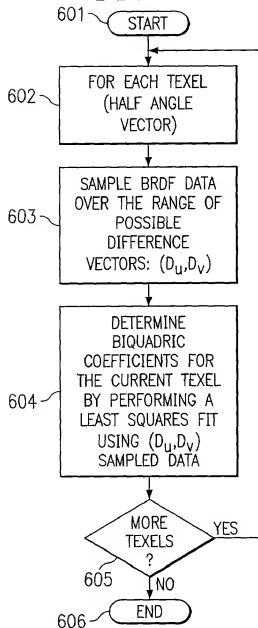 601
START
602
FOR EACH TEXEL
(HALF ANGLE
VECTOR)
603
SAMPLE BRDF DATA
OVER THE RANGE OF
POSSIBLE
DIFFERENCE
VECTORS: (Du,Dv)
604
DETERMINE
BIQUADRIC
COEFFICIENTS FOR
THE CURRENT TEXEL
BY PERFORMING A
LEAST SQUARES FIT
USING (Du,Dv)
SAMPLED DATA
MORE
TEXELS
?
YES
605
NO
606
END